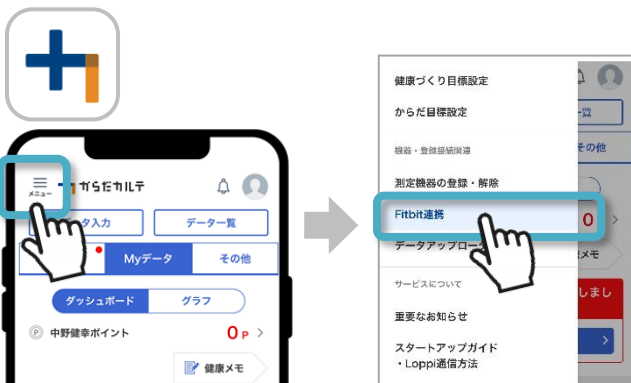 メニュー
からだカルテ
データ一覧
タ入力
Myデータ
その他
ダッシュボード
グラフ
P 中野健幸ポイント
0 P >
健康メモ
健康づくり目標設定
からだ目標設定
機器・登録接続関連
測定機器の登録・解除
Fitbit連携
データアップロー
サービスについて
重要なお知らせ
スタートアップガイド
・Loppi通信方法
覧
の他
0 >
メモ
しまし
>